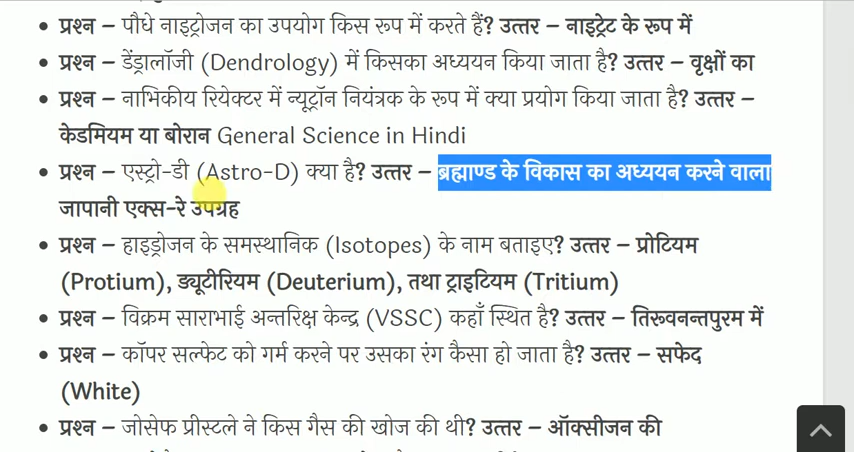 प्रश्न – पौधे नाइट्रोजन का उपयोग किस रूप में करते हैं? उत्तर – नाइट्रेट के रूप में
प्रश्न – डेंड्रालॉजी (Dendrology) में किसका अध्ययन किया जाता है? उत्तर – वृक्षों का
प्रश्न – नाभिकीय रियेक्टर में न्यूट्रॉन नियंत्रक के रूप में क्या प्रयोग किया जाता है? उत्तर –
केडमियम या बोरान General Science in Hindi
प्रश्न – एस्ट्रो-डी (Astro-D) क्या है? उत्तर – ब्रह्माण्ड के विकास का अध्ययन करने वाला
जापानी एक्स-रे उपग्रह
प्रश्न – हाइड्रोजन के समस्थानिक (Isotopes) के नाम बताइए? उत्तर – प्रोटियम
(Protium), ड्यूटीरियम (Deuterium), तथा ट्राइटियम (Tritium)
प्रश्न – विक्रम साराभाई अन्तरिक्ष केन्द्र (VSSC) कहाँ स्थित है? उत्तर – तिरूवनन्तपुरम में
प्रश्न – कॉपर सल्फेट को गर्म करने पर उसका रंग कैसा हो जाता है? उत्तर – सफेद
(White)
प्रश्न – जोसेफ प्रीस्टले ने किस गैस की खोज की थी? उत्तर – ऑक्सीजन की